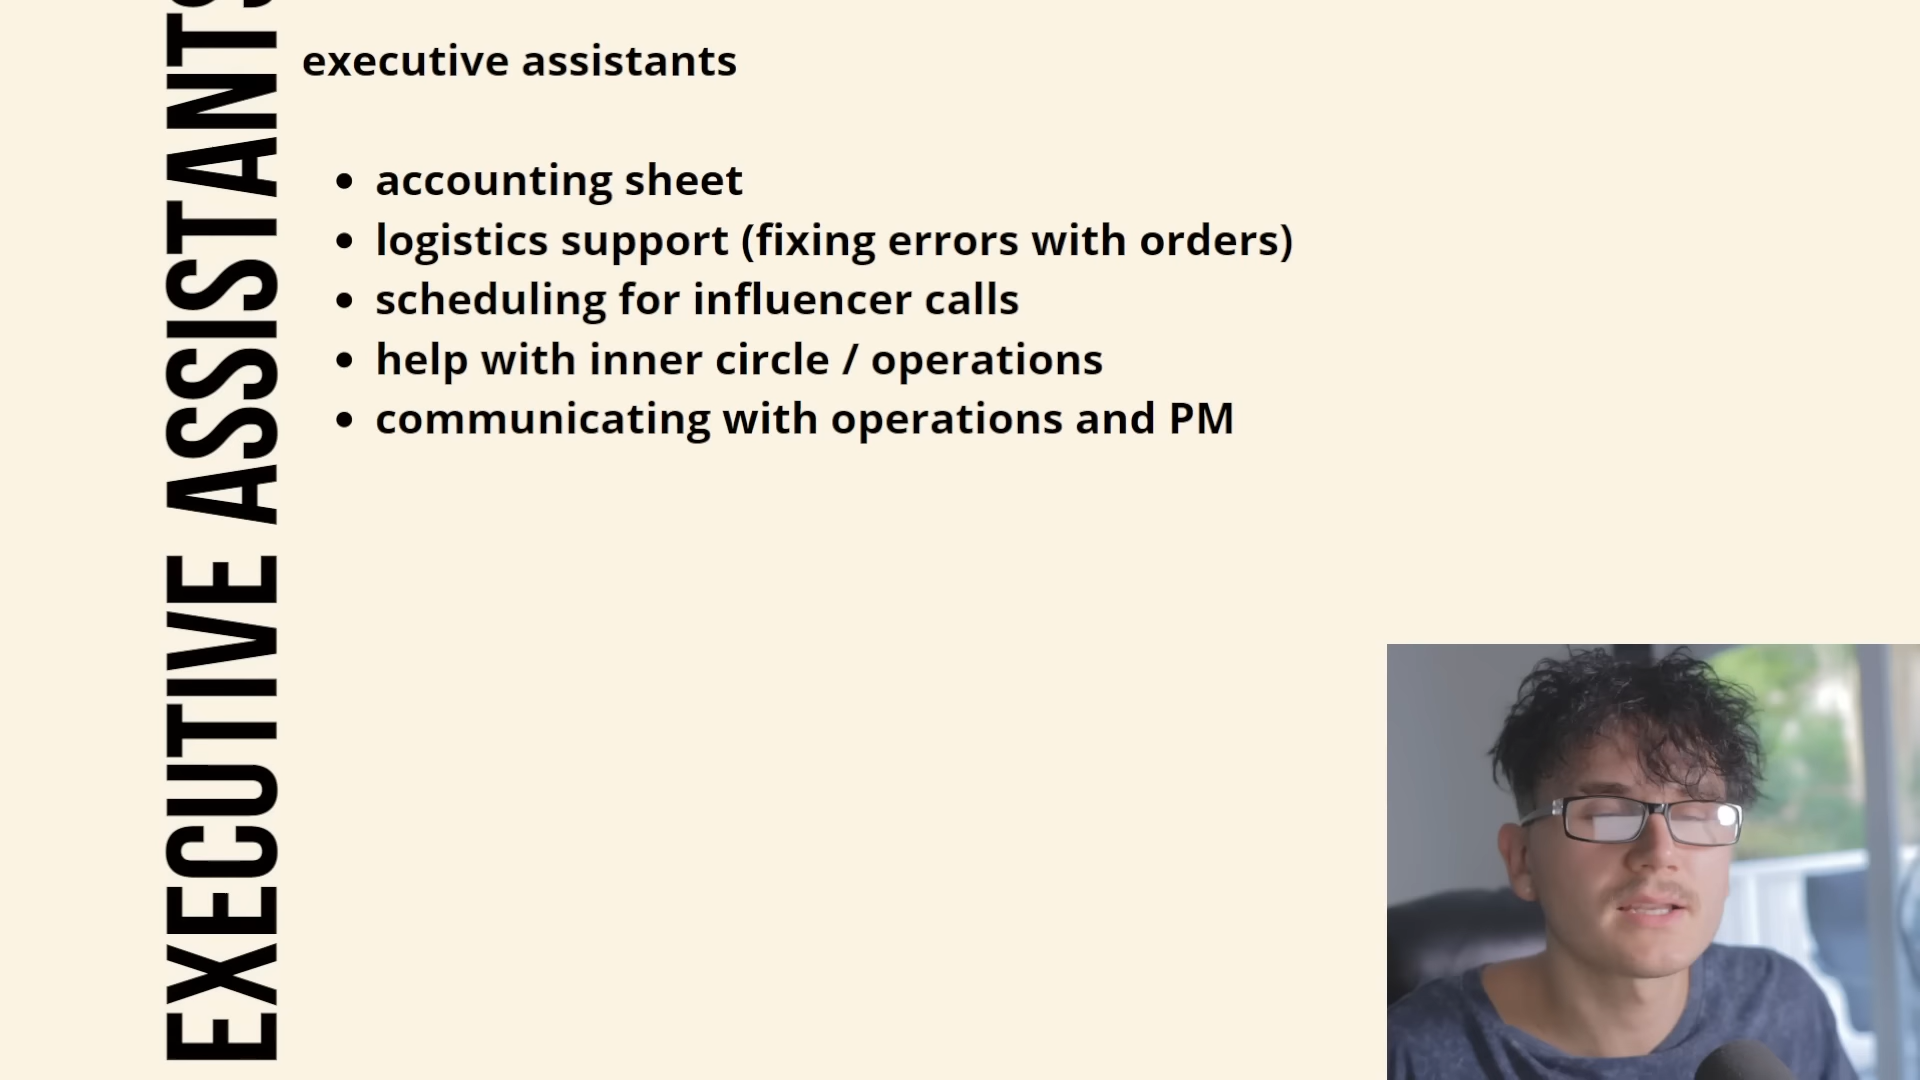 EXECUTIVE ASSISTANTS
executive assistants
• accounting sheet
• logistics support (fixing errors with orders)
• scheduling for influencer calls
• help with inner circle / operations
• communicating with operations and PM